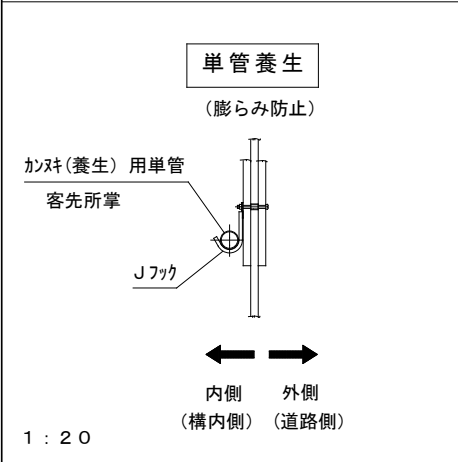 単管養生
(膨らみ防止)
ｶﾝﾇｷ(養生) 用単管
客先所掌
Jﾌｯｸ
内側 外側
(構内側) (道路側)
1:20